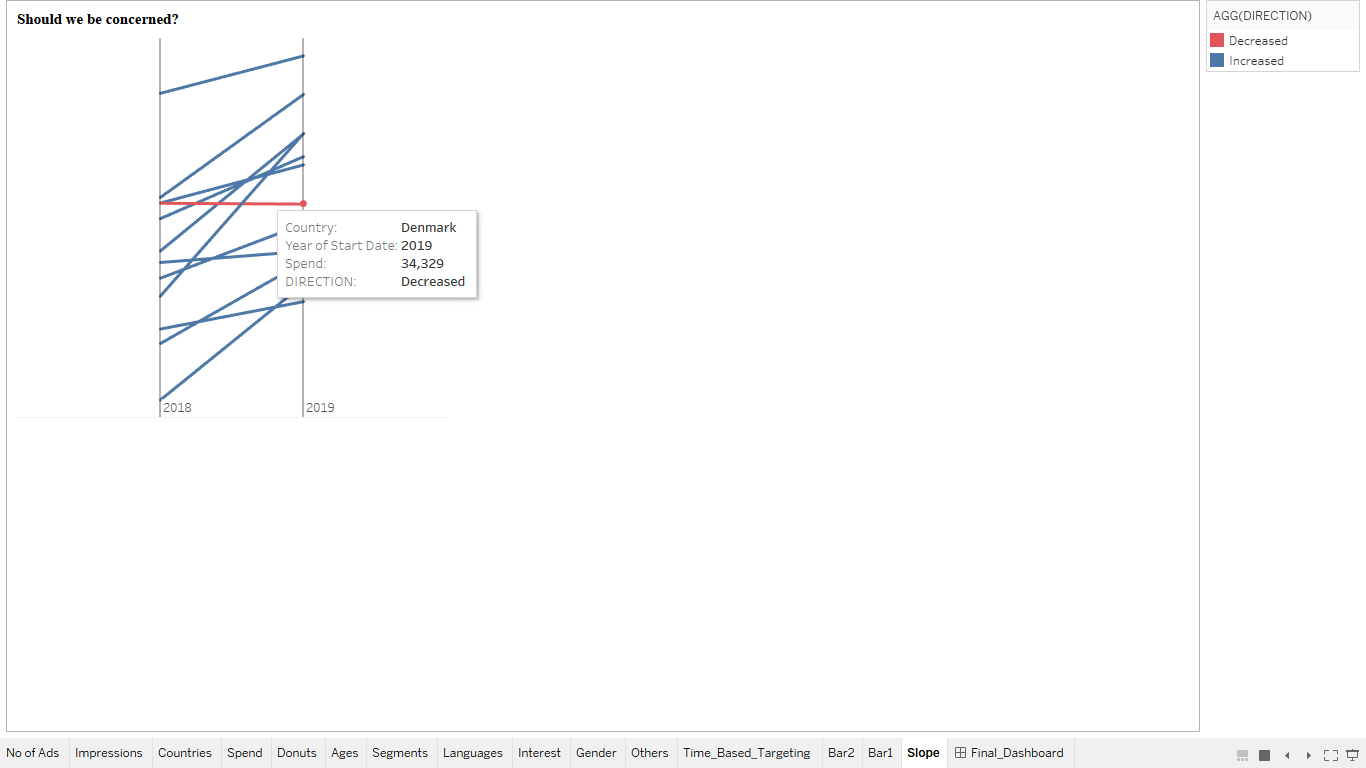 Should we be concerned?
AGG(DIRECTION)
Decreased
Increased
Country: Denmark
Year of Start Date: 2019
Spend: 34,329
DIRECTION: Decreased
2018 2019
No of Ads Impressions Countries Spend Donuts Ages Segments Languages Interest Gender Others Time_Based_Targeting Bar2 Bar1 Slope Final_Dashboard